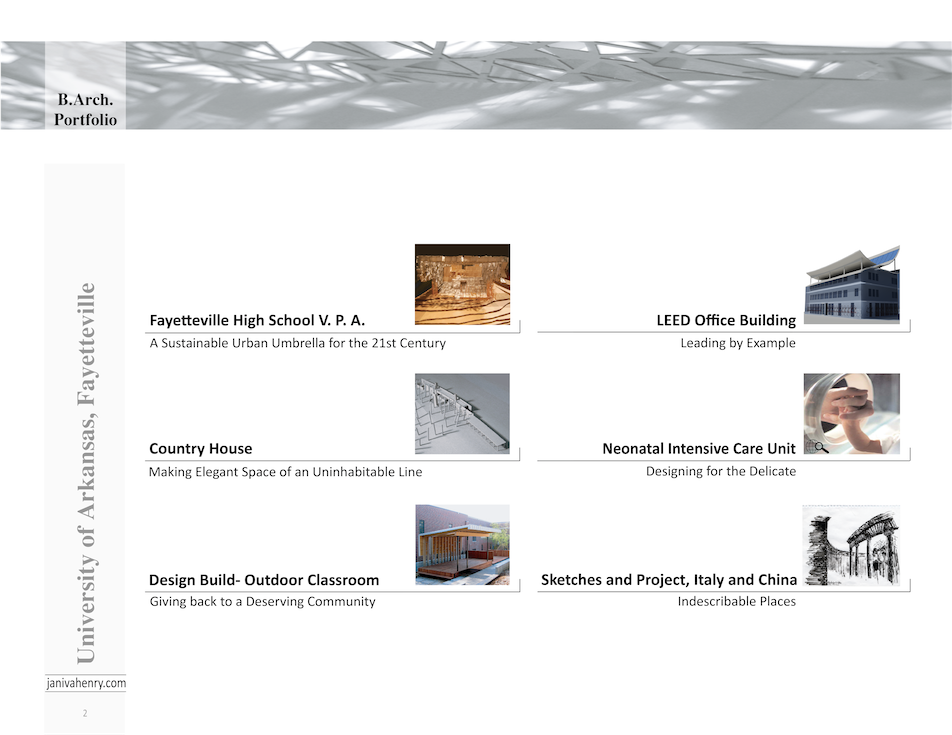 B.Arch.
Portfolio
University of Arkansas, Fayetteville
Fayetteville High School V. P. A.
A Sustainable Urban Umbrella for the 21st Century
LEED Office Building
Leading by Example
Country House
Making Elegant Space of an Uninhabitable Line
Neonatal Intensive Care Unit
Designing for the Delicate
Design Build- Outdoor Classroom
Giving back to a Deserving Community
Sketches and Project, Italy and China
Indescribable Places
janivahenry.com
2